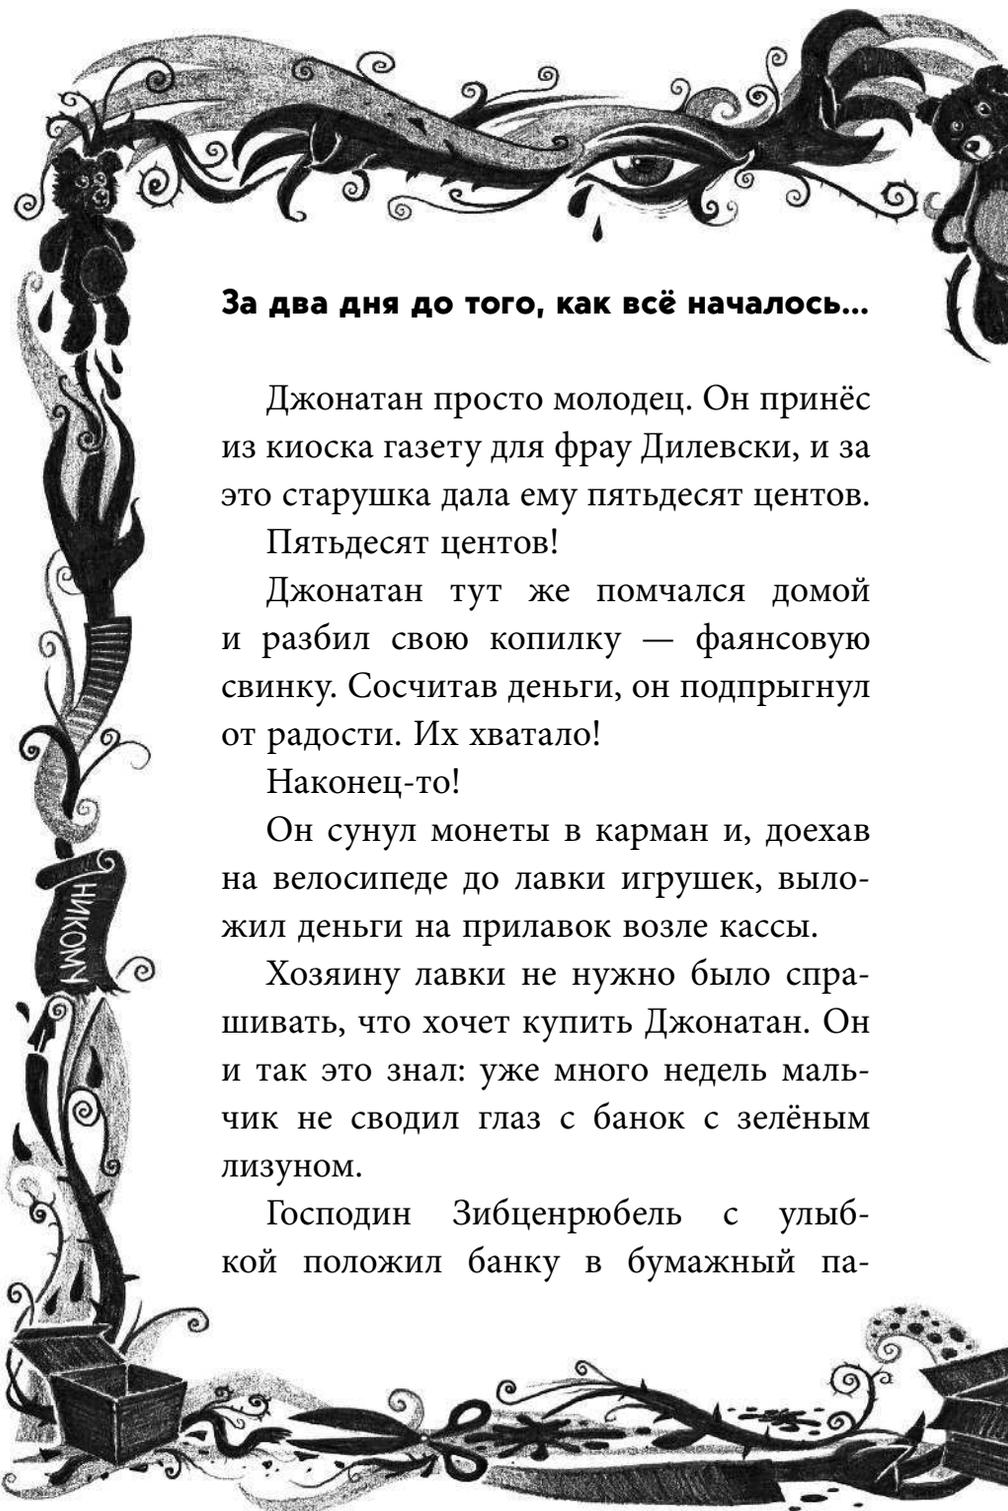 За два дня до того, как всё началось...
Джонатан просто молодец. Он принёс
из киоска газету для фрау Дилевски, и за
это старушка дала ему пятьдесят центов.
Пятьдесят центов!
Джонатан тут же помчался домой
и разбил свою копилку — фаянсовую
свинку. Сосчитав деньги, он подпрыгнул
от радости. Их хватало!
Наконец-то!
Он сунул монеты в карман и, доехав
на велосипеде до лавки игрушек, выло-
жил деньги на прилавок возле кассы.
Хозяину лавки не нужно было спра-
шивать, что хочет купить Джонатан. Он
и так это знал: уже много недель маль-
чик не сводил глаз с банок с зелёным
лизуном.
Господин Зибценрюбель с улыб-
кой положил банку в бумажный па-
НИКОМУ